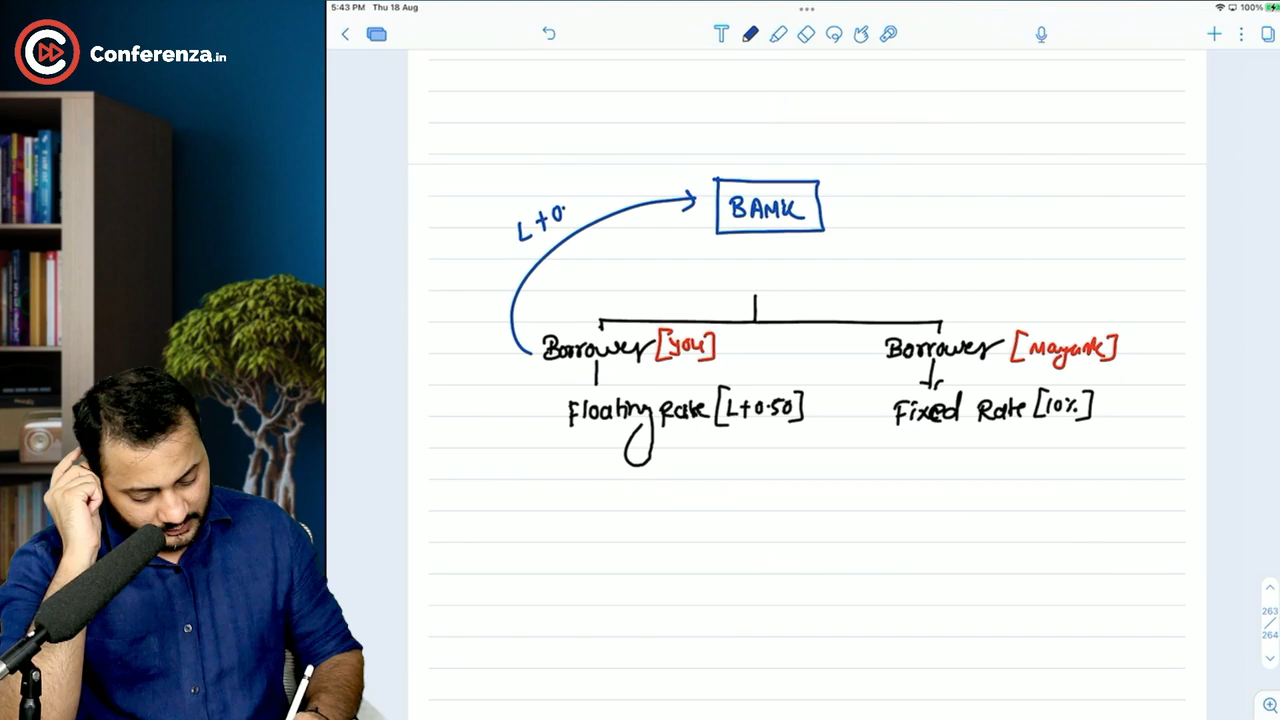 5:43 PM Thu 18 Aug
100%
Conferenza.in
T
L+0.
BAMK
Borrower [you]
Borrower [Mayank]
Floating Rate [L+0.50]
Fixed Rate [10%]
263
264